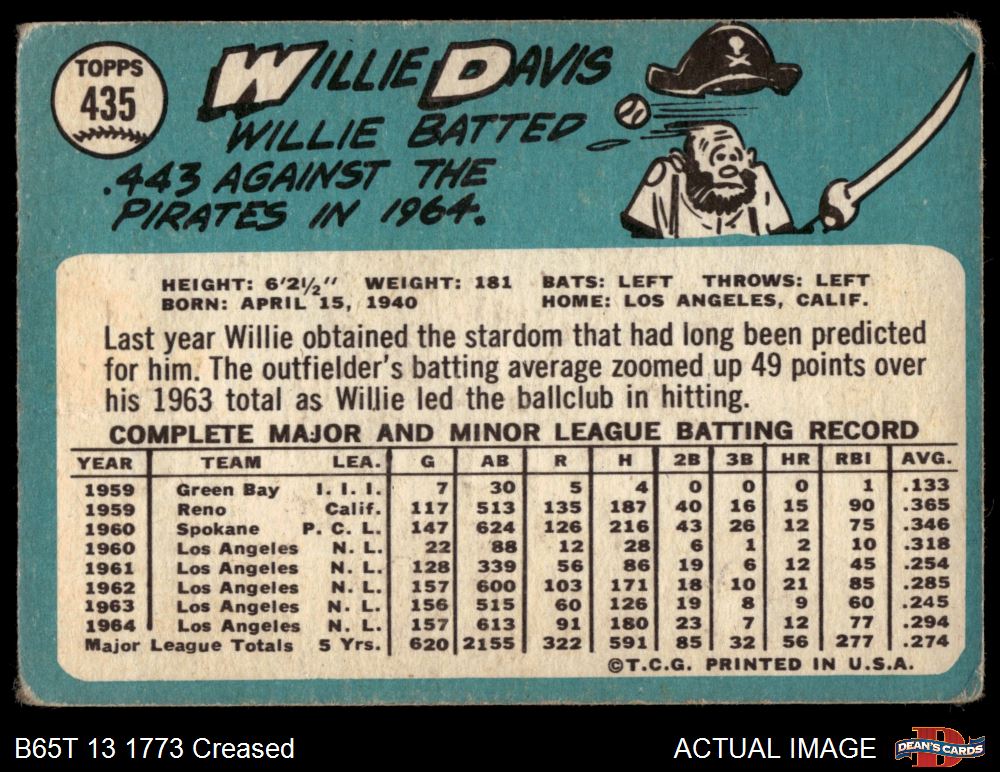 TOPPS
435
WILLIE DAVIS
WILLIE BATTED
.443 AGAINST THE
PIRATES IN 1964.
HEIGHT: 6'2½" WEIGHT: 181 BATS: LEFT THROWS: LEFT
BORN: APRIL 15, 1940 HOME: LOS ANGELES, CALIF.
Last year Willie obtained the stardom that had long been predicted
for him. The outfielder's batting average zoomed up 49 points over
his 1963 total as Willie led the ballclub in hitting.
COMPLETE MAJOR AND MINOR LEAGUE BATTING RECORD
YEAR TEAM LEA. G AB R H 2B 3B HR RBI AVG.
1959 Green Bay I. I. I. 7 30 5 4 0 0 0 1 .133
1959 Reno Calif. 117 513 135 187 40 16 15 90 .365
1960 Spokane P. C. L. 147 624 126 216 43 26 12 75 .346
1960 Los Angeles N. L. 22 88 12 28 6 1 2 10 .318
1961 Los Angeles N. L. 128 339 56 86 19 6 12 45 .254
1962 Los Angeles N. L. 157 600 103 171 18 10 21 85 .285
1963 Los Angeles N. L. 156 515 60 126 19 8 9 60 .245
1964 Los Angeles N. L. 157 613 91 180 23 7 12 77 .294
Major League Totals 5 Yrs. 620 2155 322 591 85 32 56 277 .274
©T.C.G. PRINTED IN U.S.A.
B65T 13 1773 Creased
ACTUAL IMAGE
DEAN'S CARDS